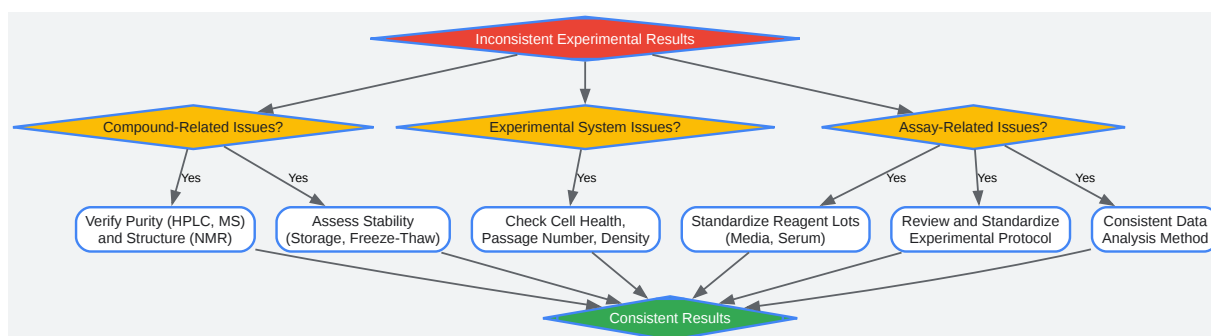 Inconsistent Experimental Results
Compound-Related Issues?
Experimental System Issues?
Assay-Related Issues?
Yes
Yes
Yes
Yes
Yes
Yes
Verify Purity (HPLC, MS)
and Structure (NMR)
Assess Stability
(Storage, Freeze-Thaw)
Check Cell Health,
Passage Number, Density
Standardize Reagent Lots
(Media, Serum)
Review and Standardize
Experimental Protocol
Consistent Data
Analysis Method
Consistent Results